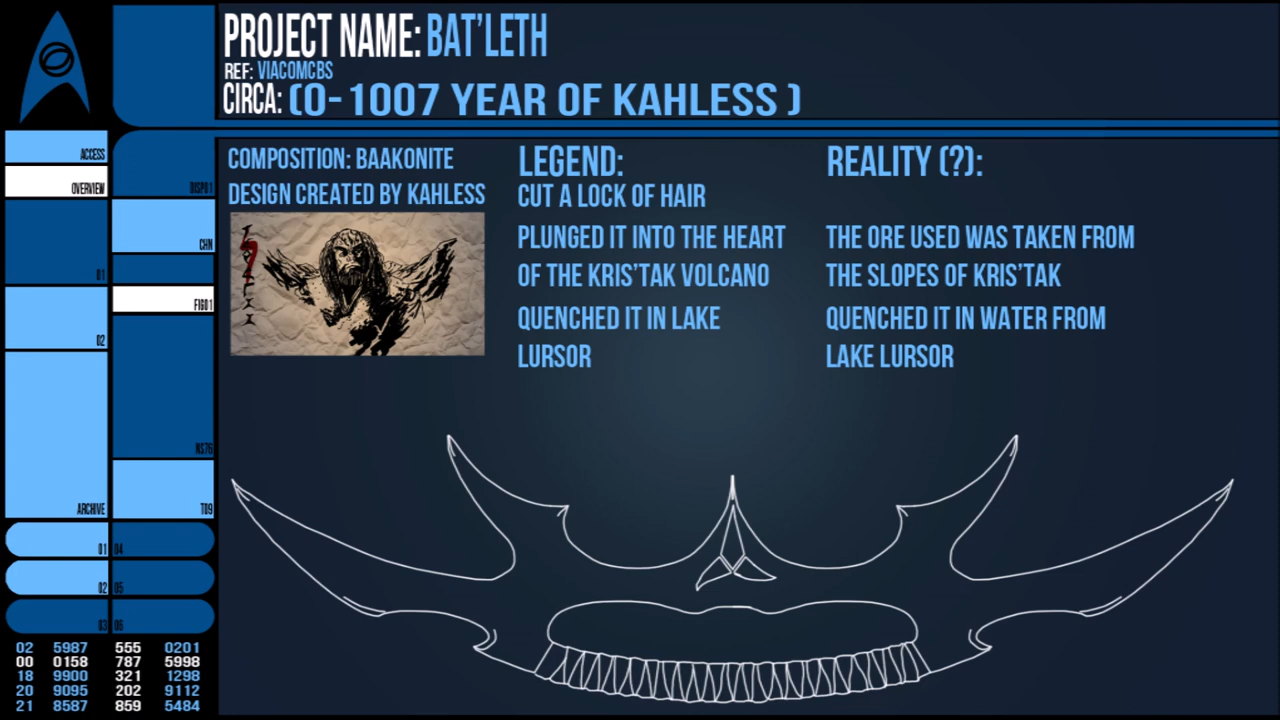 PROJECT NAME: BAT'LETH
REF: VIACOMCBS
CIRCA: (0-1007 YEAR OF KAHLESS )
ACCESS
OVERVIEW
01
02
ARCHIVE
01
02
03
DISP01
CHN
FIG01
NS76
T09
04
05
06
02 5987 555 0201
00 0158 787 5998
18 9900 321 1298
20 9095 202 9112
21 8587 859 5484
COMPOSITION: BAAKONITE
DESIGN CREATED BY KAHLESS
LEGEND:
CUT A LOCK OF HAIR
PLUNGED IT INTO THE HEART
OF THE KRIS'TAK VOLCANO
QUENCHED IT IN LAKE
LURSOR
REALITY (?):
THE ORE USED WAS TAKEN FROM
THE SLOPES OF KRIS'TAK
QUENCHED IT IN WATER FROM
LAKE LURSOR